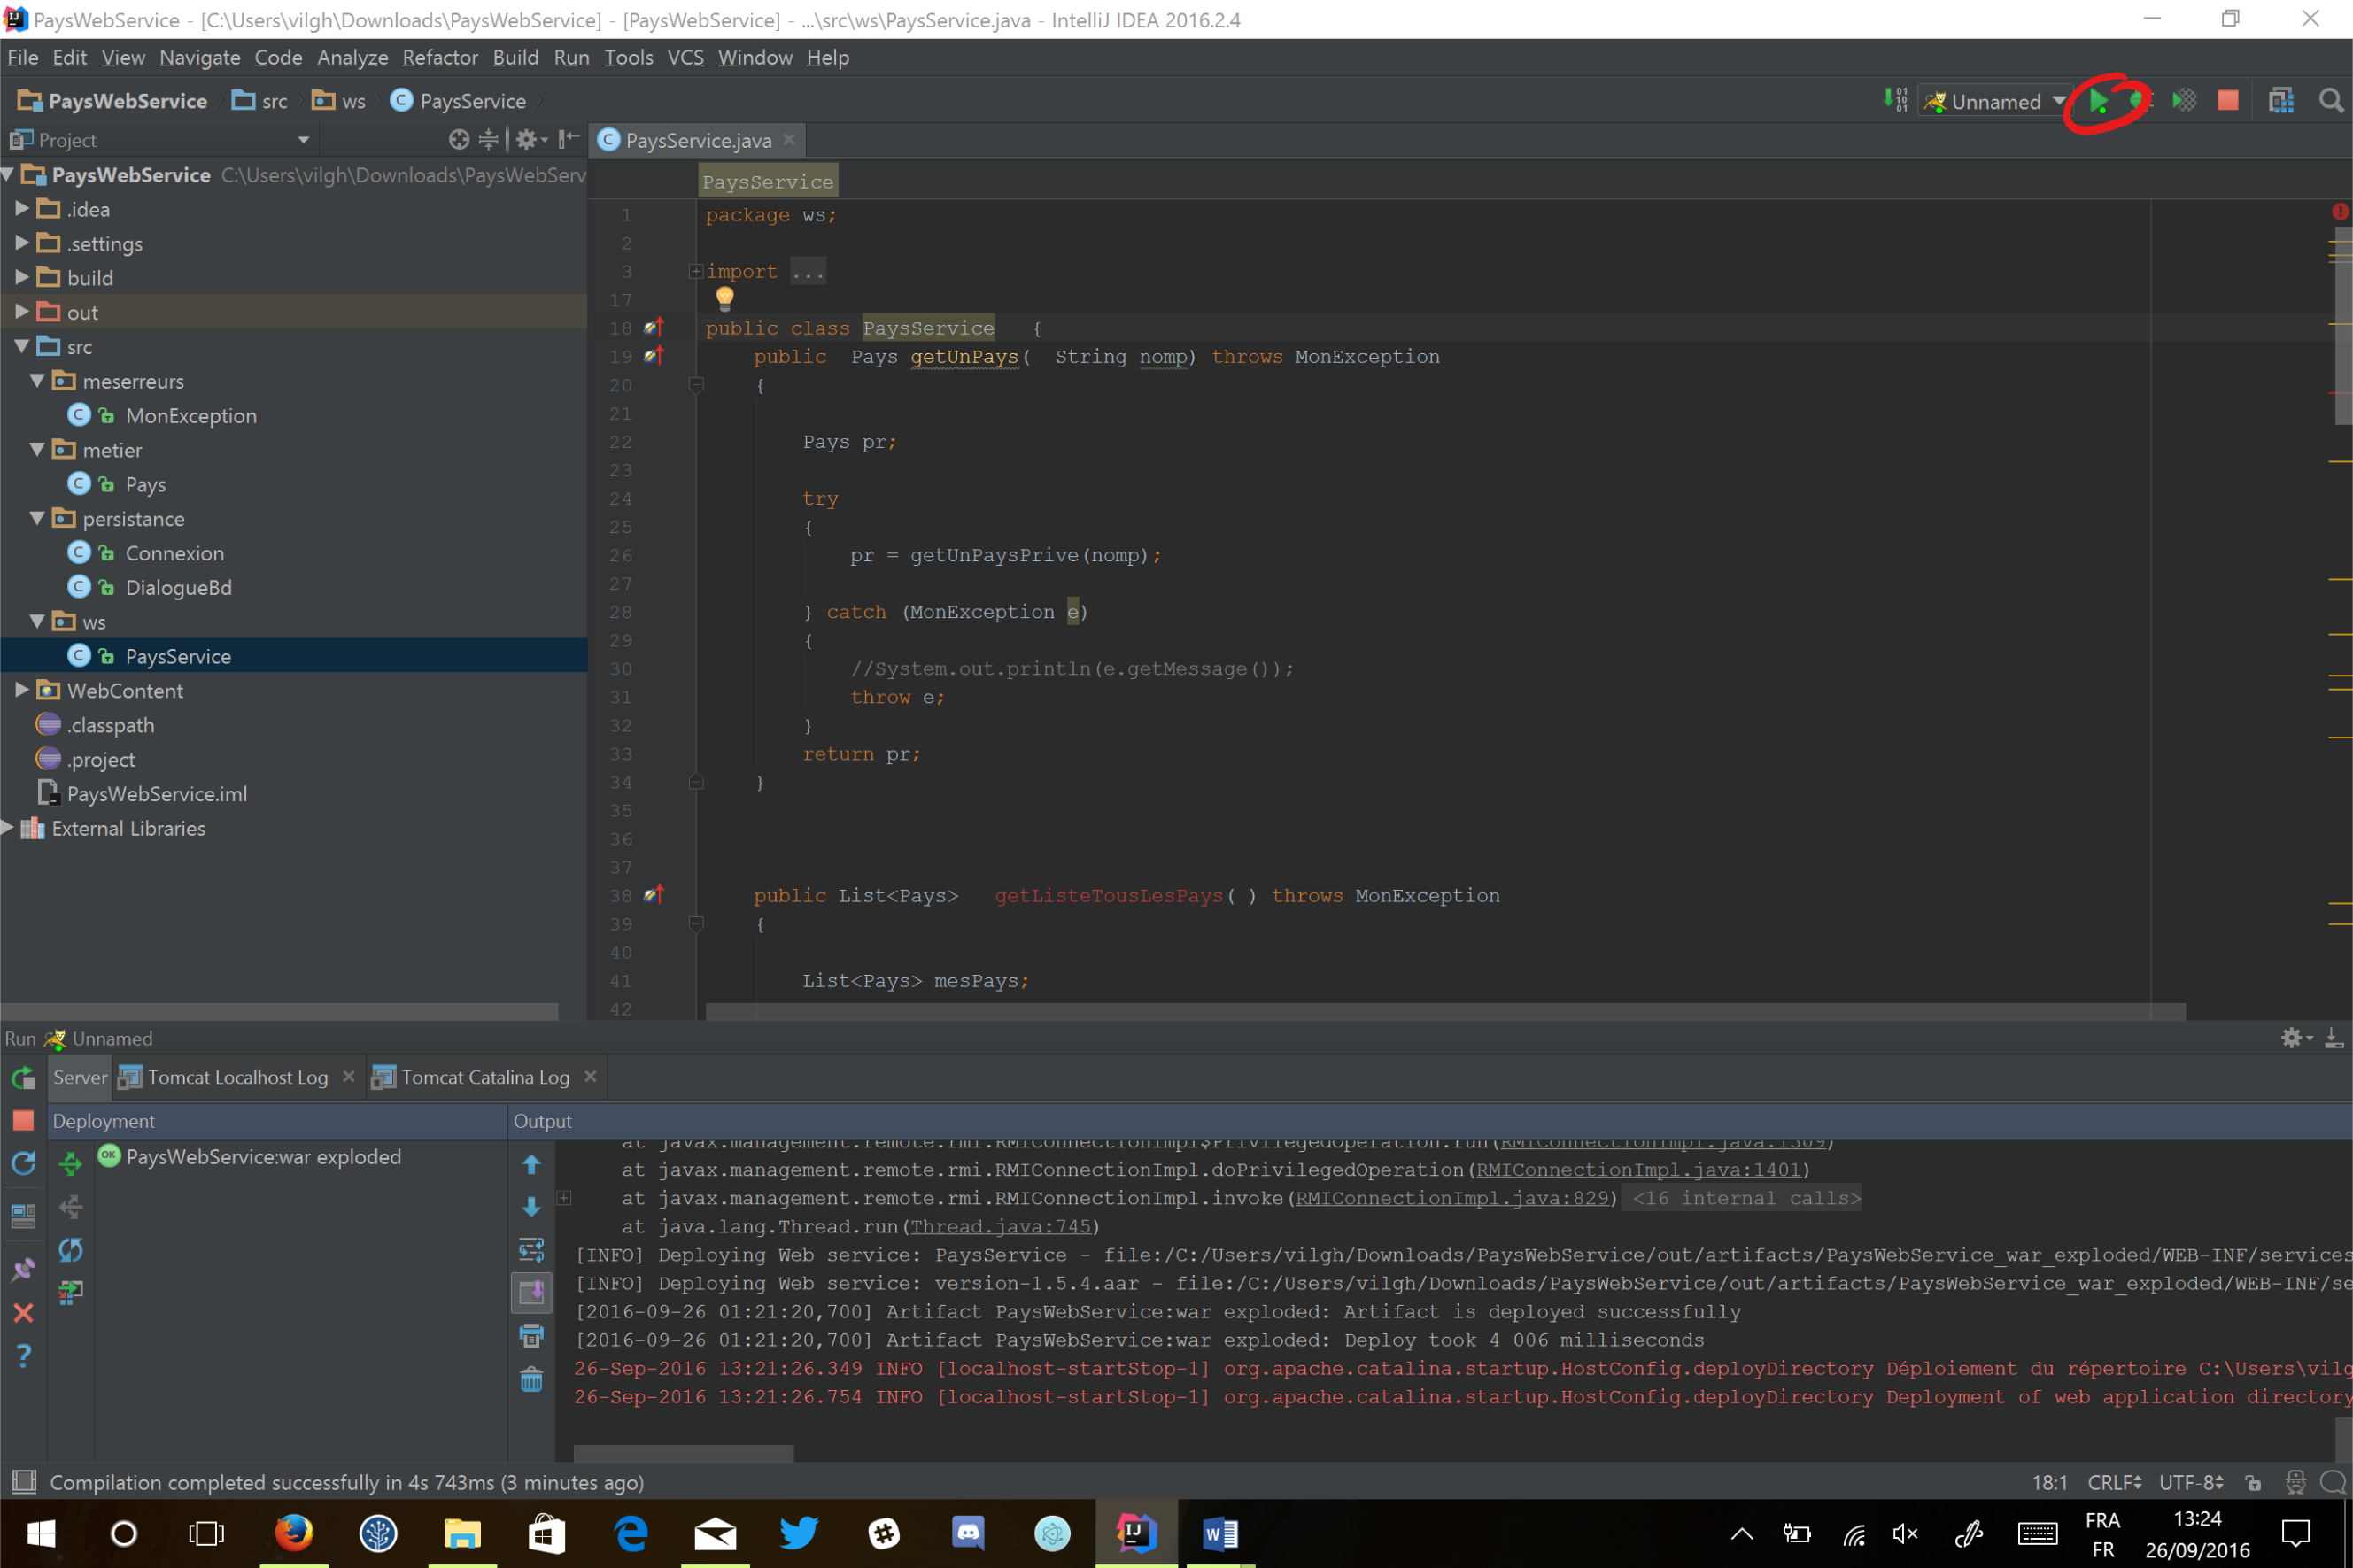 PaysWebService - [C:\Users\vilgh\Downloads\PaysWebService] - [PaysWebService] - ...\src\ws\PaysService.java - IntelliJ IDEA 2016.2.4
File Edit View Navigate Code Analyze Refactor Build Run Tools VCS Window Help
PaysWebService src ws PaysService
Unnamed
Project
PaysService.java
PaysWebService C:\Users\vilgh\Downloads\PaysWebServ
.idea
.settings
build
out
src
meserreurs
MonException
metier
Pays
persistance
Connexion
DialogueBd
ws
PaysService
WebContent
.classpath
.project
PaysWebService.iml
External Libraries
PaysService
1 package ws;
2
3 import ...
17
18 public class PaysService {
19 public Pays getUnPays( String nomp) throws MonException
20 {
21
22 Pays pr;
23
24 try
25 {
26 pr = getUnPaysPrive(nomp);
27
28 } catch (MonException e)
29 {
30 //System.out.println(e.getMessage());
31 throw e;
32 }
33 return pr;
34 }
35
36
37
38 public List<Pays> getListeTousLesPays( ) throws MonException
39 {
40
41 List<Pays> mesPays;
42
Run Unnamed
Server Tomcat Localhost Log Tomcat Catalina Log
Deployment
PaysWebService:war exploded
Output
at javax.management.remote.rmi.RMIConnectionImpl$PrivilegedOperation.run(RMIConnectionImpl.java:1309)
at javax.management.remote.rmi.RMIConnectionImpl.doPrivilegedOperation(RMIConnectionImpl.java:1401)
at javax.management.remote.rmi.RMIConnectionImpl.invoke(RMIConnectionImpl.java:829) <16 internal calls>
at java.lang.Thread.run(Thread.java:745)
[INFO] Deploying Web service: PaysService - file:/C:/Users/vilgh/Downloads/PaysWebService/out/artifacts/PaysWebService_war_exploded/WEB-INF/services
[INFO] Deploying Web service: version-1.5.4.aar - file:/C:/Users/vilgh/Downloads/PaysWebService/out/artifacts/PaysWebService_war_exploded/WEB-INF/se
[2016-09-26 01:21:20,700] Artifact PaysWebService:war exploded: Artifact is deployed successfully
[2016-09-26 01:21:20,700] Artifact PaysWebService:war exploded: Deploy took 4 006 milliseconds
26-Sep-2016 13:21:26.349 INFO [localhost-startStop-1] org.apache.catalina.startup.HostConfig.deployDirectory Déploiement du répertoire C:\Users\vilg
26-Sep-2016 13:21:26.754 INFO [localhost-startStop-1] org.apache.catalina.startup.HostConfig.deployDirectory Deployment of web application directory
Compilation completed successfully in 4s 743ms (3 minutes ago)
18:1 CRLF UTF-8
FRA
FR
13:24
26/09/2016